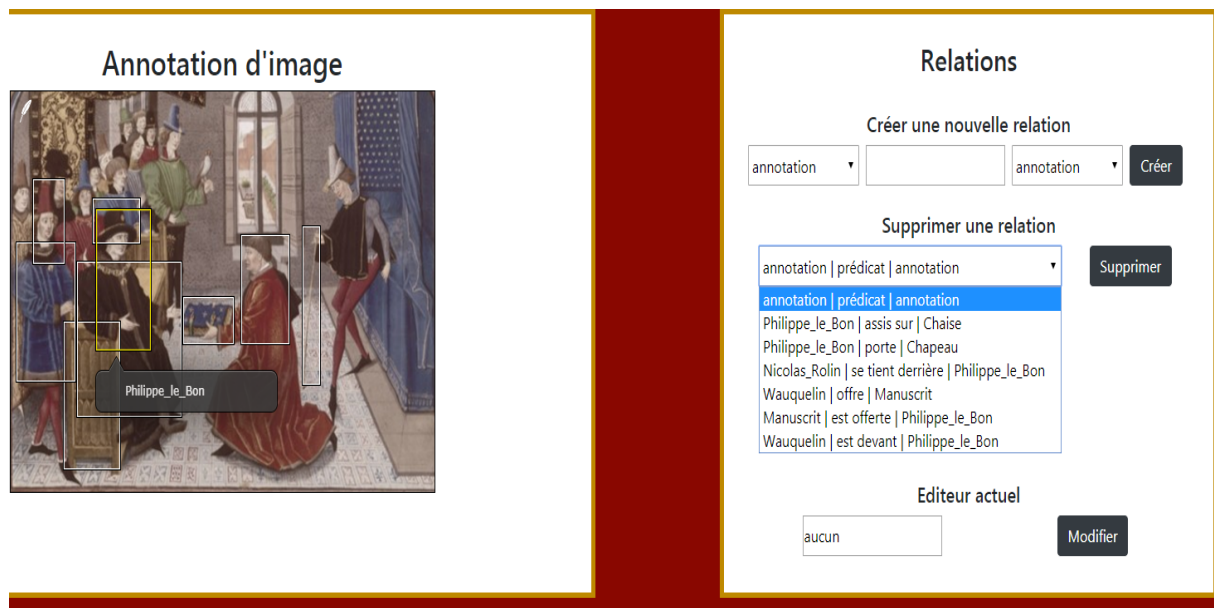 Annotation d'image
Philippe_le_Bon
Relations
Créer une nouvelle relation
annotation annotation Créer
Supprimer une relation
annotation | prédicat | annotation Supprimer
annotation | prédicat | annotation
Philippe_le_Bon | assis sur | Chaise
Philippe_le_Bon | porte | Chapeau
Nicolas_Rolin | se tient derrière | Philippe_le_Bon
Wauquelin | offre | Manuscrit
Manuscrit | est offerte | Philippe_le_Bon
Wauquelin | est devant | Philippe_le_Bon
Editeur actuel
aucun Modifier